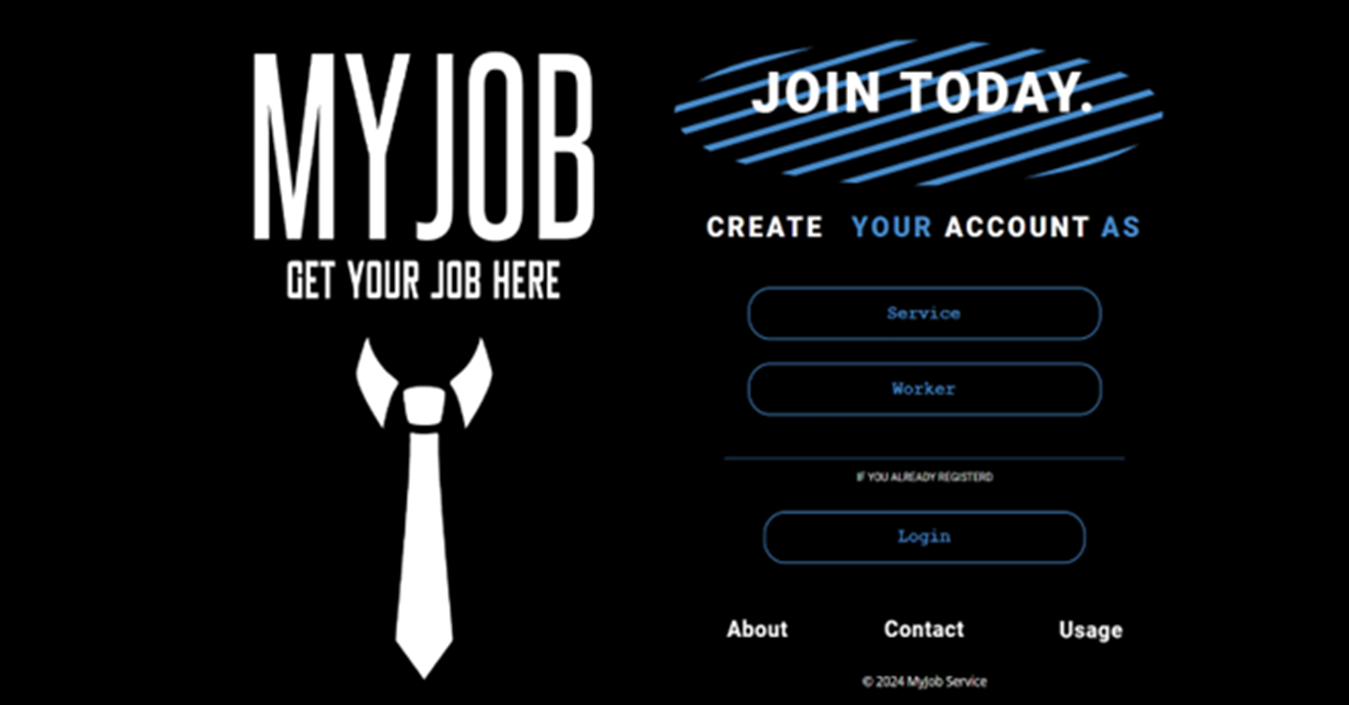 MYJOB
GET YOUR JOB HERE
JOIN TODAY.
CREATE YOUR ACCOUNT AS
Service
Worker
IF YOU ALREADY REGISTERD
Login
About Contact Usage
© 2024 MyJob Service